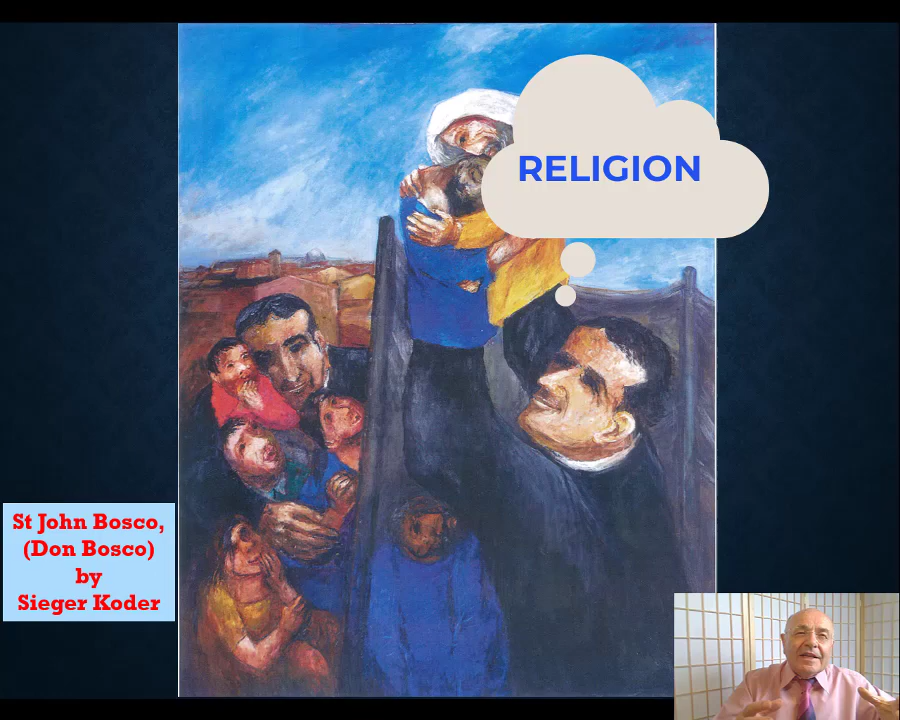 RELIGION
St John Bosco,
(Don Bosco)
by
Sieger Koder